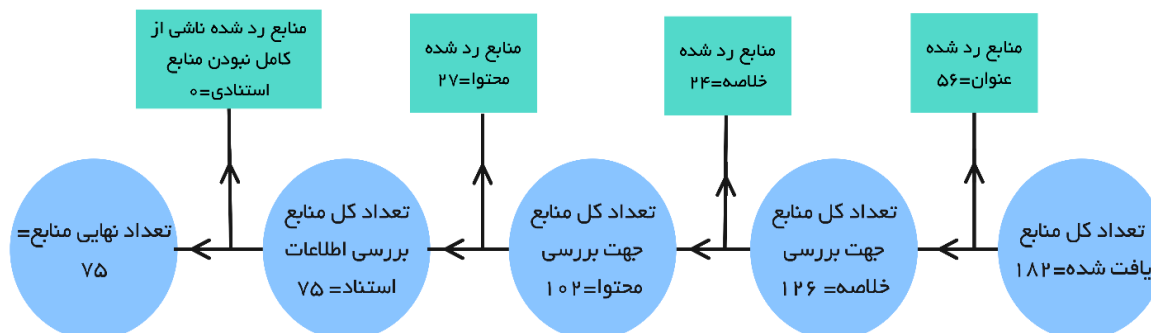 منابع رد شده
عنوان=۵۶
منابع رد شده
خلاصه=۲۴
منابع رد شده
محتوا=۲۷
منابع رد شده ناشی از
کامل نبودن منابع
استنادی=۰
تعداد کل منابع
یافت شده=۱۸۲
تعداد کل منابع
جهت بررسی
خلاصه= ۱۲۶
تعداد کل منابع
جهت بررسی
محتوا=۱۰۲
تعداد کل منابع
بررسی اطلاعات
استناد= ۷۵
تعداد نهایی منابع=
۷۵